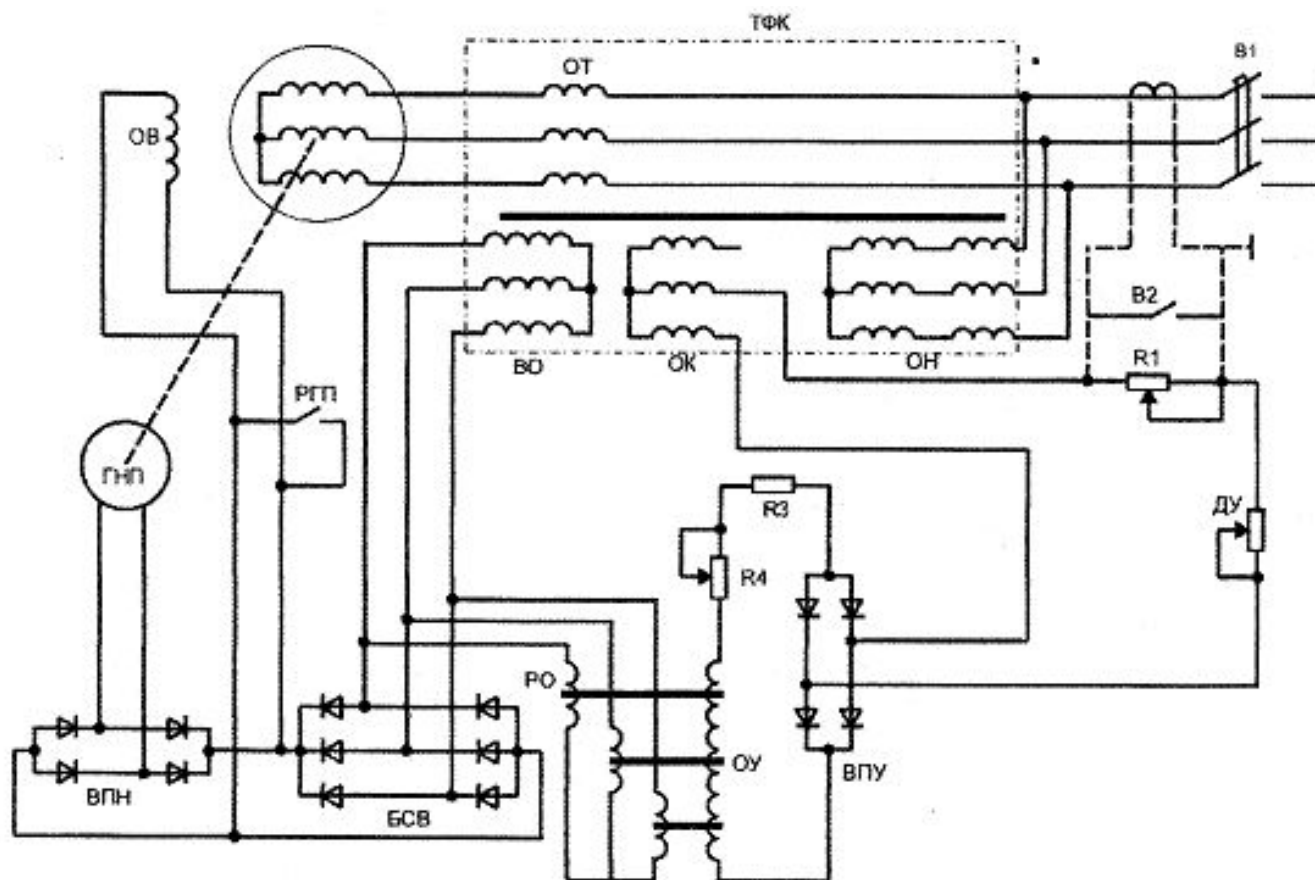 ТФК
ОТ
В1
ОВ
В2
ВО
ОК
ОН
R1
РГП
ГНП
R3
ДУ
R4
РО
ОУ
ВПУ
ВПН
БСВ